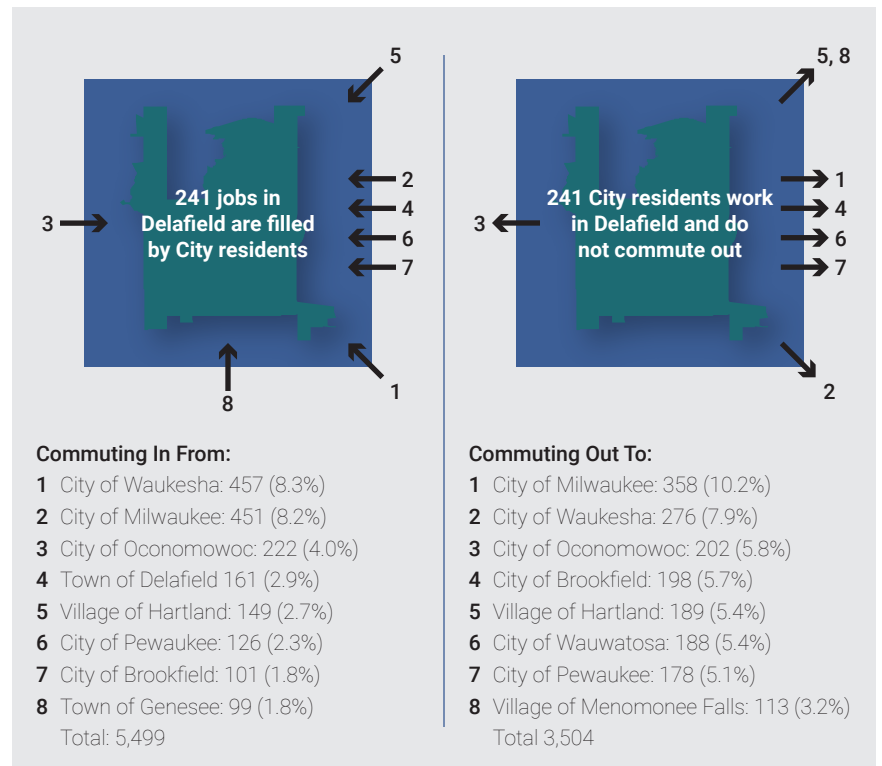 5
241 jobs in
Delafield are filled
by City residents
2
4
6
7
3
1
8
Commuting In From:
1 City of Waukesha: 457 (8.3%)
2 City of Milwaukee: 451 (8.2%)
3 City of Oconomowoc: 222 (4.0%)
4 Town of Delafield 161 (2.9%)
5 Village of Hartland: 149 (2.7%)
6 City of Pewaukee: 126 (2.3%)
7 City of Brookfield: 101 (1.8%)
8 Town of Genesee: 99 (1.8%)
Total: 5,499
5, 8
241 City residents work
in Delafield and do
not commute out
1
4
6
7
3
2
Commuting Out To:
1 City of Milwaukee: 358 (10.2%)
2 City of Waukesha: 276 (7.9%)
3 City of Oconomowoc: 202 (5.8%)
4 City of Brookfield: 198 (5.7%)
5 Village of Hartland: 189 (5.4%)
6 City of Wauwatosa: 188 (5.4%)
7 City of Pewaukee: 178 (5.1%)
8 Village of Menomonee Falls: 113 (3.2%)
Total 3,504